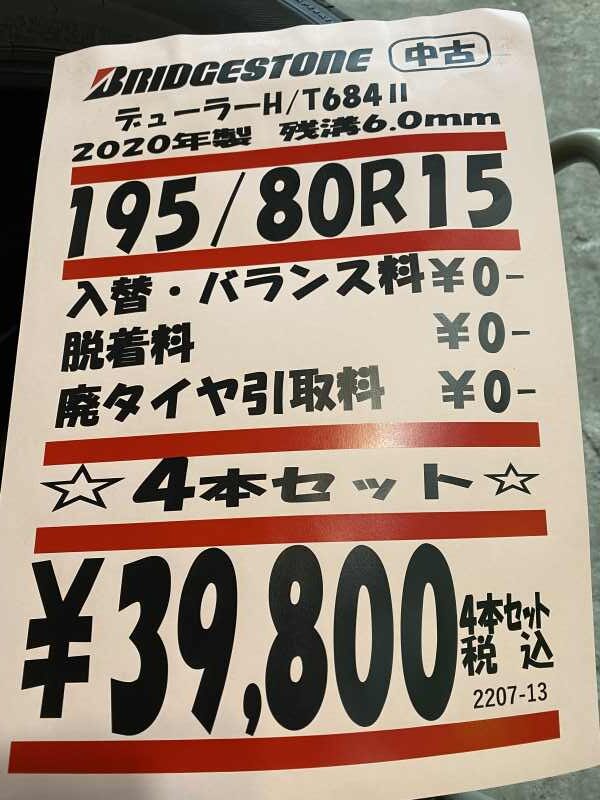 BRIDGESTONE 中古
デューラーH/T684Ⅱ
2020年製 残溝6.0mm
195/80R15
入替・バランス料 ¥0-
脱着料 ¥0-
廃タイヤ引取料 ¥0-
☆4本セット☆
¥39,800 4本セット
税込
2207-13